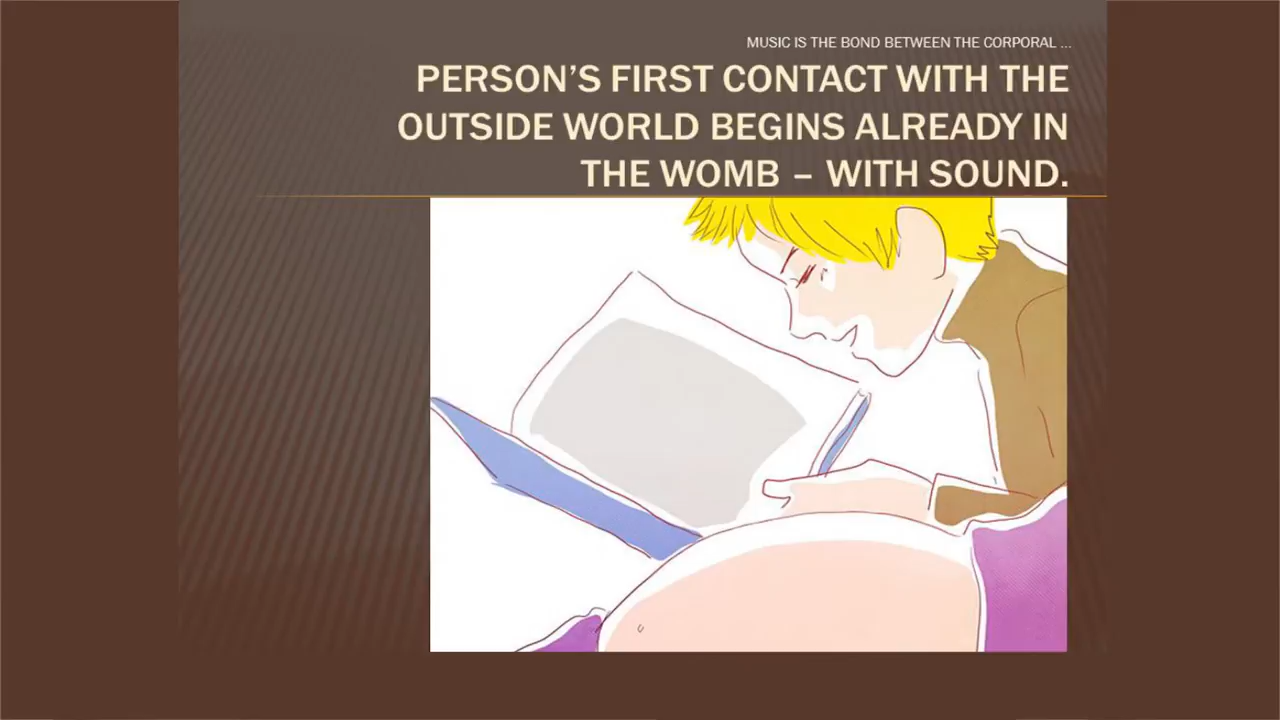 MUSIC IS THE BOND BETWEEN THE CORPORAL ...
PERSON’S FIRST CONTACT WITH THE
OUTSIDE WORLD BEGINS ALREADY IN
THE WOMB – WITH SOUND.